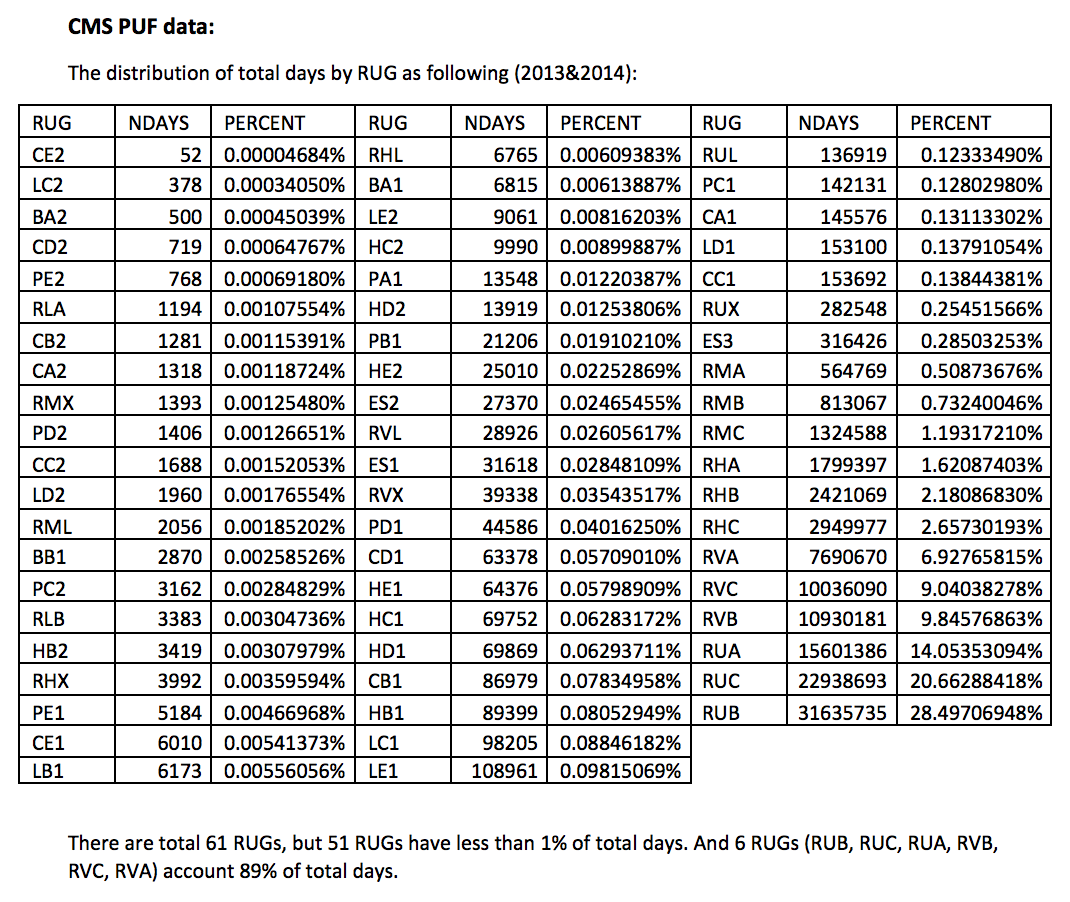 CMS PUF data:
The distribution of total days by RUG as following (2013&2014):
RUG NDAYS PERCENT RUG NDAYS PERCENT RUG NDAYS PERCENT
CE2 52 0.00004684% RHL 6765 0.00609383% RUL 136919 0.12333490%
LC2 378 0.00034050% BA1 6815 0.00613887% PC1 142131 0.12802980%
BA2 500 0.00045039% LE2 9061 0.00816203% CA1 145576 0.13113302%
CD2 719 0.00064767% HC2 9990 0.00899887% LD1 153100 0.13791054%
PE2 768 0.00069180% PA1 13548 0.01220387% CC1 153692 0.13844381%
RLA 1194 0.00107554% HD2 13919 0.01253806% RUX 282548 0.25451566%
CB2 1281 0.00115391% PB1 21206 0.01910210% ES3 316426 0.28503253%
CA2 1318 0.00118724% HE2 25010 0.02252869% RMA 564769 0.50873676%
RMX 1393 0.00125480% ES2 27370 0.02465455% RMB 813067 0.73240046%
PD2 1406 0.00126651% RVL 28926 0.02605617% RMC 1324588 1.19317210%
CC2 1688 0.00152053% ES1 31618 0.02848109% RHA 1799397 1.62087403%
LD2 1960 0.00176554% RVX 39338 0.03543517% RHB 2421069 2.18086830%
RML 2056 0.00185202% PD1 44586 0.04016250% RHC 2949977 2.65730193%
BB1 2870 0.00258526% CD1 63378 0.05709010% RVA 7690670 6.92765815%
PC2 3162 0.00284829% HE1 64376 0.05798909% RVC 10036090 9.04038278%
RLB 3383 0.00304736% HC1 69752 0.06283172% RVB 10930181 9.84576863%
HB2 3419 0.00307979% HD1 69869 0.06293711% RUA 15601386 14.05353094%
RHX 3992 0.00359594% CB1 86979 0.07834958% RUC 22938693 20.66288418%
PE1 5184 0.00466968% HB1 89399 0.08052949% RUB 31635735 28.49706948%
CE1 6010 0.00541373% LC1 98205 0.08846182%
LB1 6173 0.00556056% LE1 108961 0.09815069%
There are total 61 RUGs, but 51 RUGs have less than 1% of total days. And 6 RUGs (RUB, RUC, RUA, RVB,
RVC, RVA) account 89% of total days.